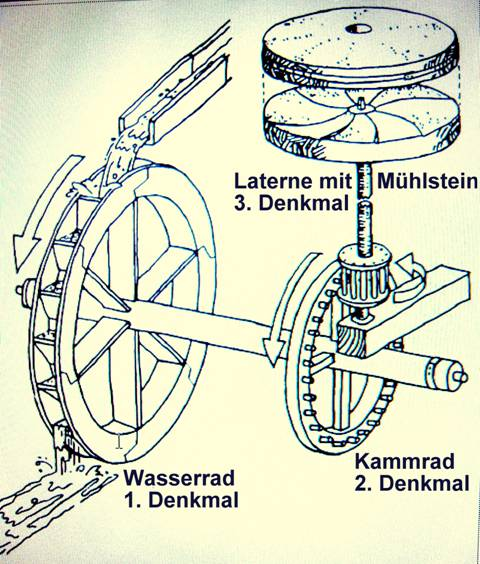 Laterne mit Mühlstein
3. Denkmal
Kammrad
2. Denkmal
Wasserrad
1. Denkmal